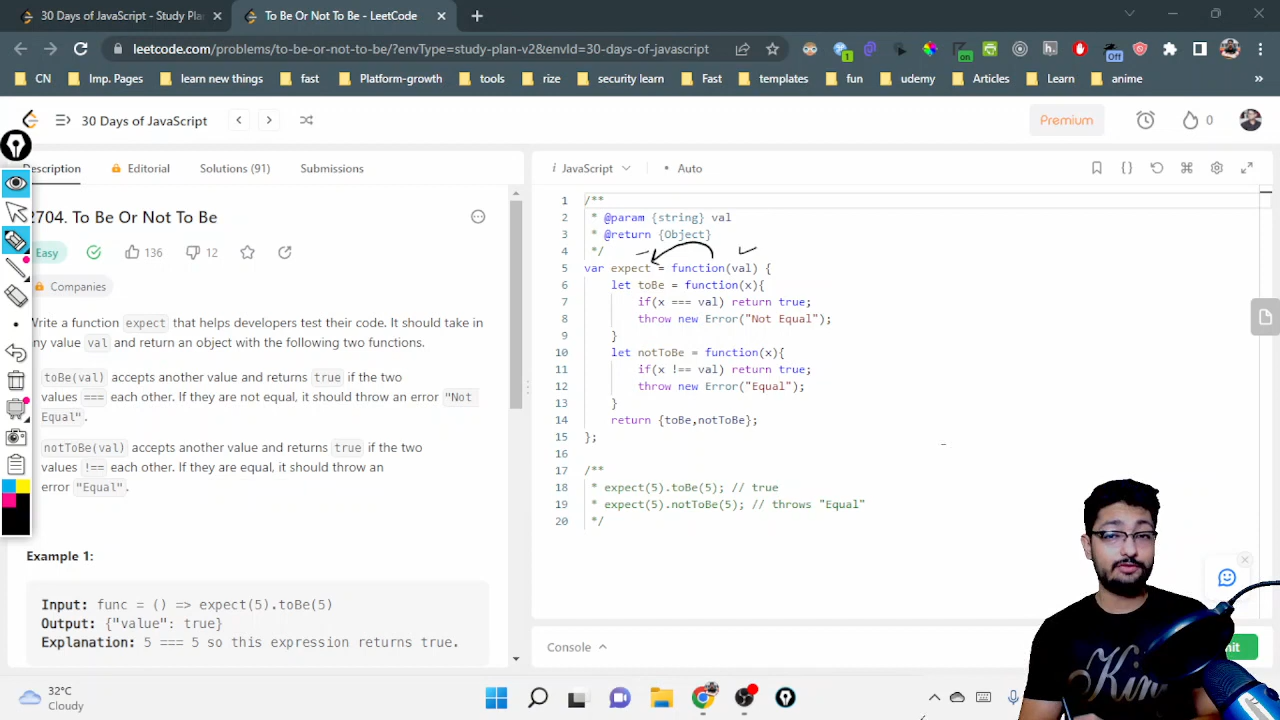 30 Days of JavaScript - Study Plan
To Be Or Not To Be - LeetCode
leetcode.com/problems/to-be-or-not-to-be/?envType=study-plan-v2&envId=30-days-of-javascript
1
on
h.
Off
CN
Imp. Pages
learn new things
fast
Platform-growth
tools
rize
security learn
Fast
templates
fun
udemy
Articles
Learn
anime
»
30 Days of JavaScript
Premium
0
Description
Editorial
Solutions (91)
Submissions
i JavaScript
• Auto
2704. To Be Or Not To Be
Easy
136
12
Companies
Write a function expect that helps developers test their code. It should take in
any value val and return an object with the following two functions.
toBe(val) accepts another value and returns true if the two
values === each other. If they are not equal, it should throw an error "Not
Equal".
notToBe(val) accepts another value and returns true if the two
values !== each other. If they are equal, it should throw an
error "Equal".
Example 1:
Input: func = () => expect(5).toBe(5)
Output: {"value": true}
Explanation: 5 === 5 so this expression returns true.
1 /**
2 * @param {string} val
3 * @return {Object}
4 */
5 var expect = function(val) {
6 let toBe = function(x){
7 if(x === val) return true;
8 throw new Error("Not Equal");
9 }
10 let notToBe = function(x){
11 if(x !== val) return true;
12 throw new Error("Equal");
13 }
14 return {toBe,notToBe};
15 };
16
17 /**
18 * expect(5).toBe(5); // true
19 * expect(5).notToBe(5); // throws "Equal"
20 */
Console
32°C
Cloudy